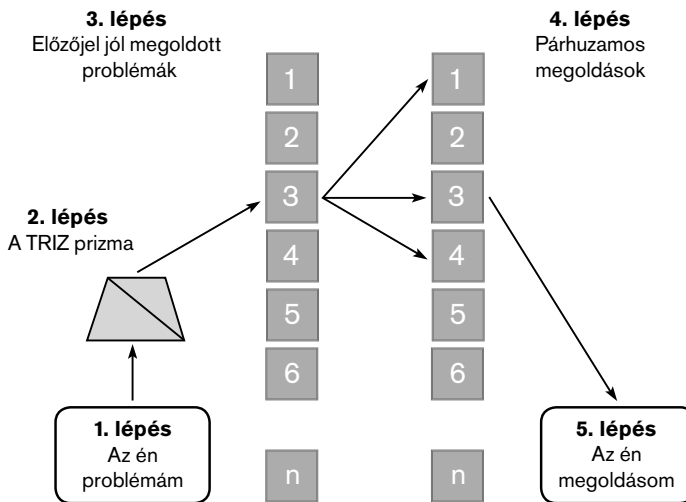 3. lépés
Előzőjel jól megoldott
problémák
4. lépés
Párhuzamos
megoldások
1
2
3
4
5
6
n
1
2
3
4
5
6
n
2. lépés
A TRIZ prizma
1. lépés
Az én
problémám
5. lépés
Az én
megoldásom